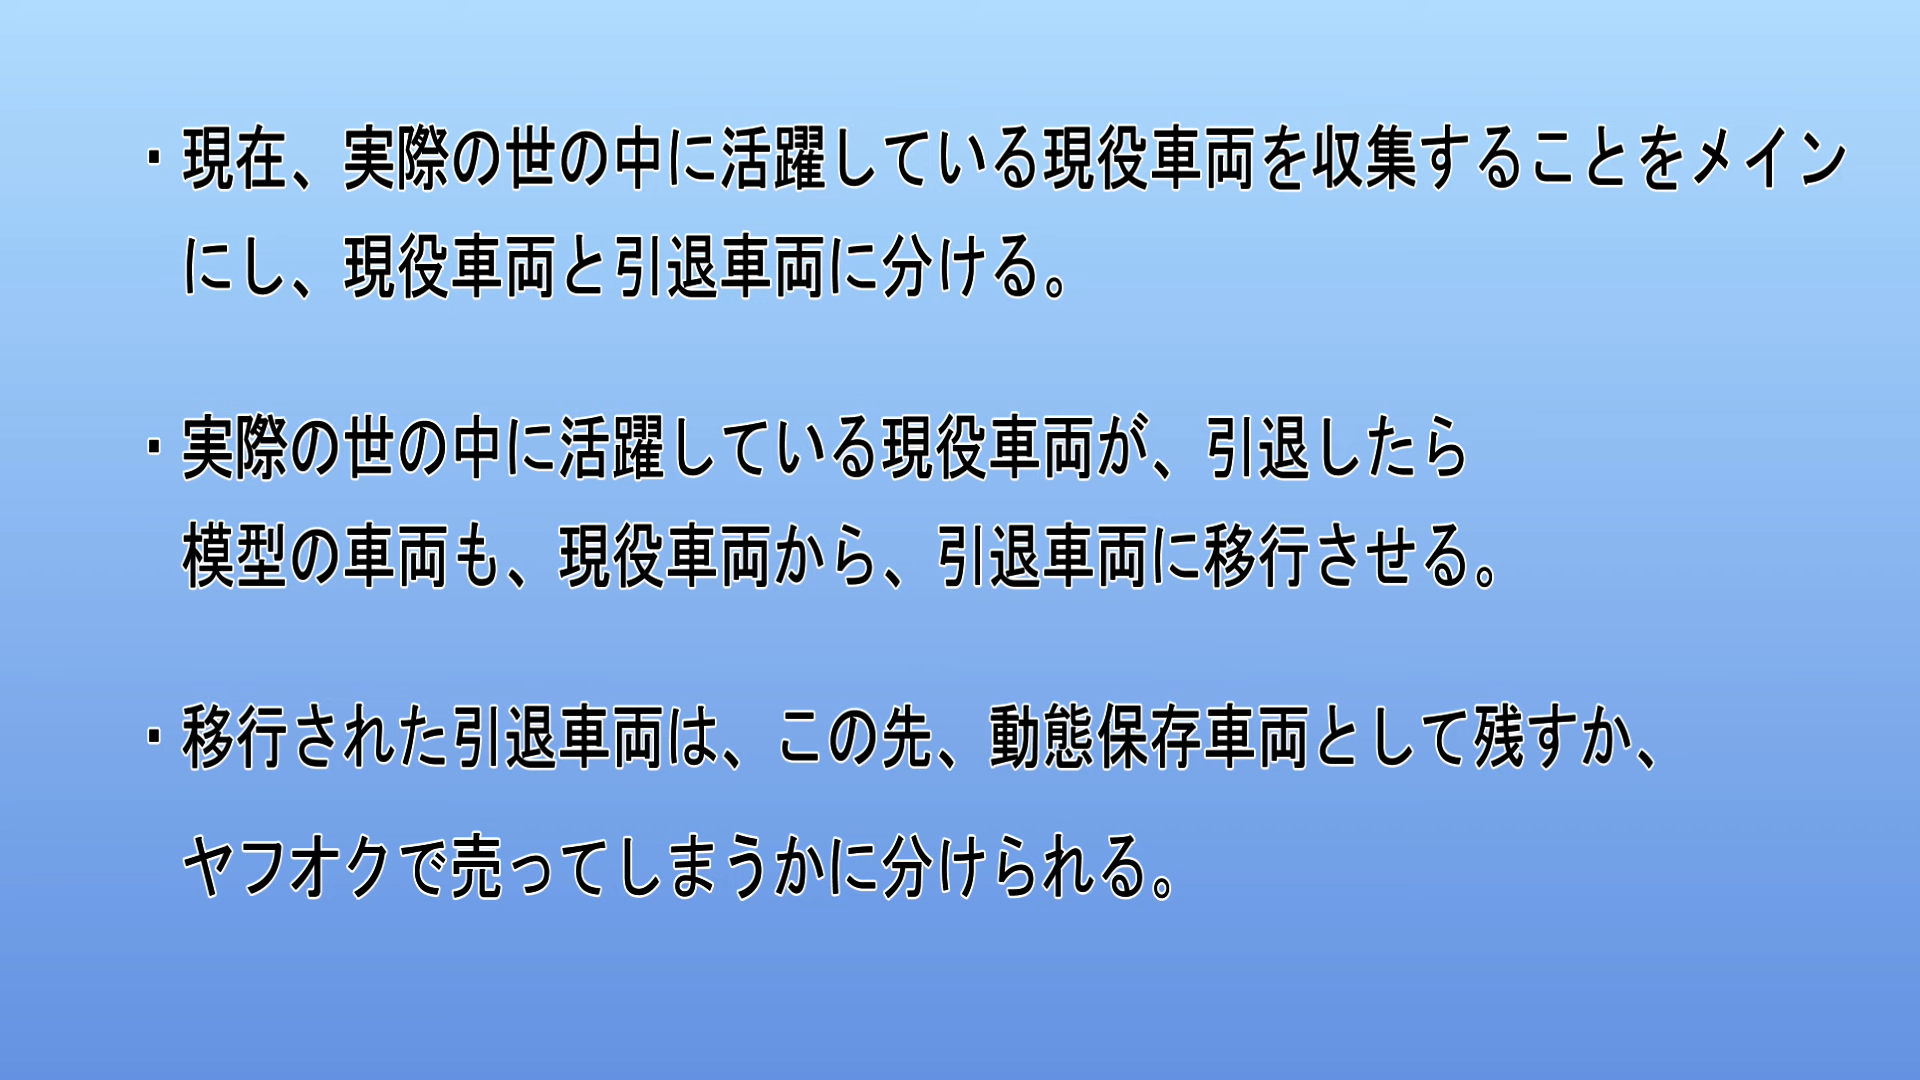 ・現在、実際の世の中に活躍している現役車両を収集することをメイン
にし、現役車両と引退車両に分ける。
・実際の世の中に活躍している現役車両が、引退したら
模型の車両も、現役車両から、引退車両に移行させる。
・移行された引退車両は、この先、動態保存車両として残すか、
ヤフオクで売ってしまうかに分けられる。